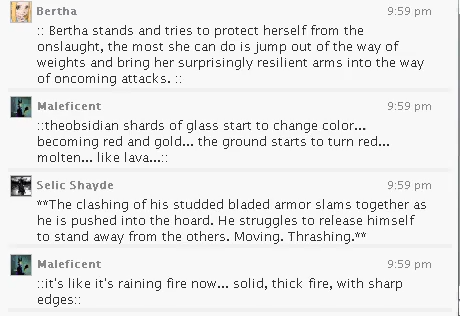 Bertha 9:59 pm
:: Bertha stands and tries to protect herself from the
onslaught, the most she can do is jump out of the way of
weights and bring her surprisingly resilient arms into the way
of oncoming attacks. ::
Maleficent 9:59 pm
::theobsidian shards of glass start to change color...
becoming red and gold... the ground starts to turn red...
molten... like lava...::
Selic Shayde 9:59 pm
**The clashing of his studded bladed armor slams together as
he is pushed into the hoard. He struggles to release himself
to stand away from the others. Moving. Thrashing.**
Maleficent 9:59 pm
::it's like it's raining fire now... solid, thick fire, with sharp
edges::